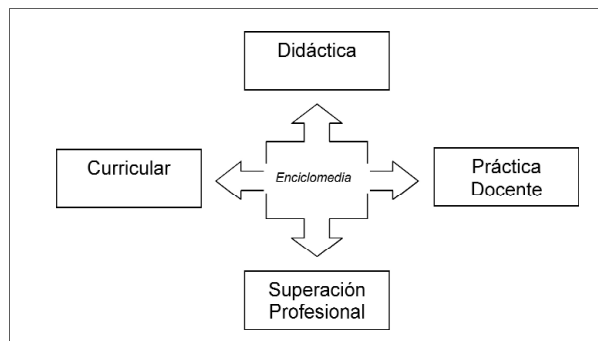 Didáctica
Curricular
Enciclomedia
Práctica
Docente
Superación
Profesional